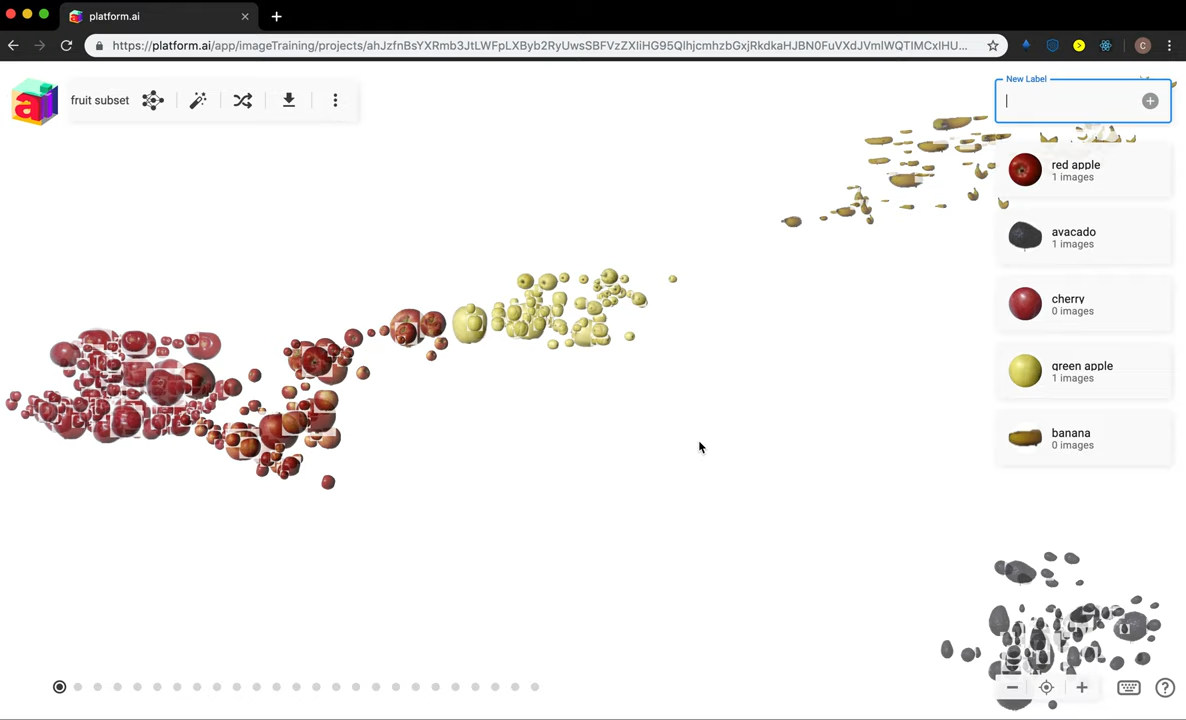 platform.ai
https://platform.ai/app/imageTraining/projects/ahJzfnBsYXRmb3JtLWFpLXByb2RyUwsSBFVzZXIiHG95QlhjcmhzbGxjRkdkaHJBN0FuVXdJVmlWQTlMCxIHU...
C
a
fruit subset
New Label
red apple
1 images
avacado
1 images
cherry
0 images
green apple
1 images
banana
0 images